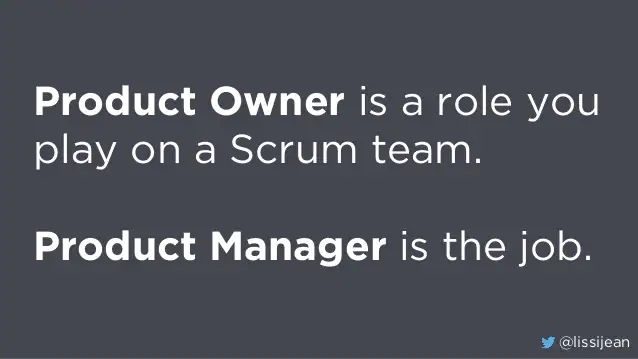 Product Owner is a role you
play on a Scrum team.
Product Manager is the job.
@lissijean